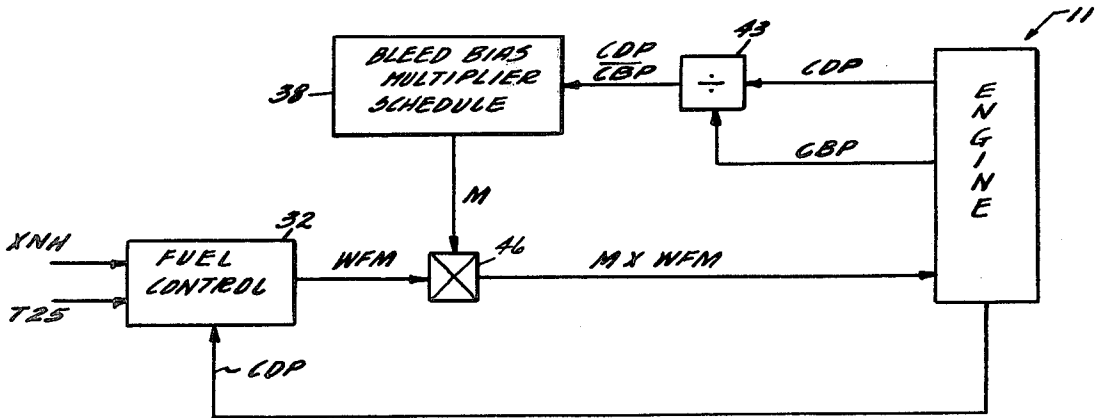 11
43
BLEED BIAS
MULTIPLIER
SCHEDULE
38
CDP
CBP
÷
CDP
CBP
ENGINE
M
XNH
T25
32
FUEL
CONTROL
WFM
46
M X WFM
CDP